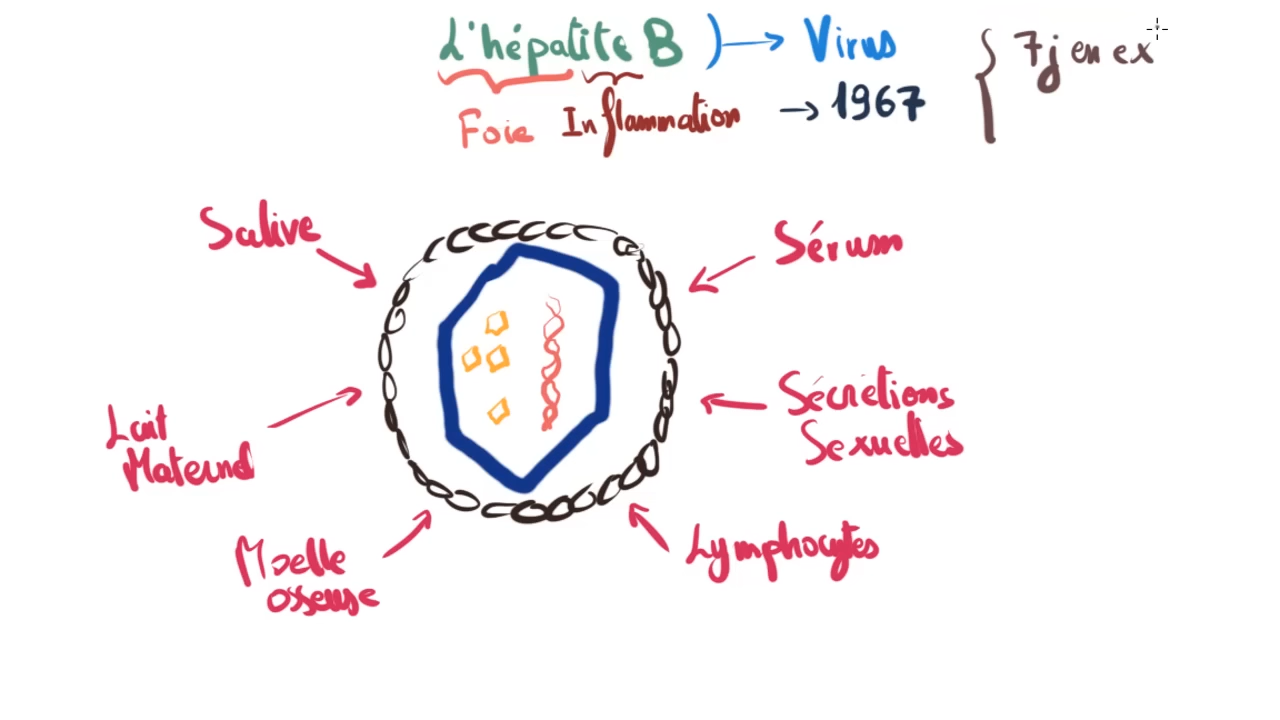 L'hépatite B ) → Virus
{ 7j en ex
Foie Inflammation → 1967
Salive
Sérum
Sécrétions
Sexuelles
Lait
Maternel
Moelle
osseuse
Lymphocytes